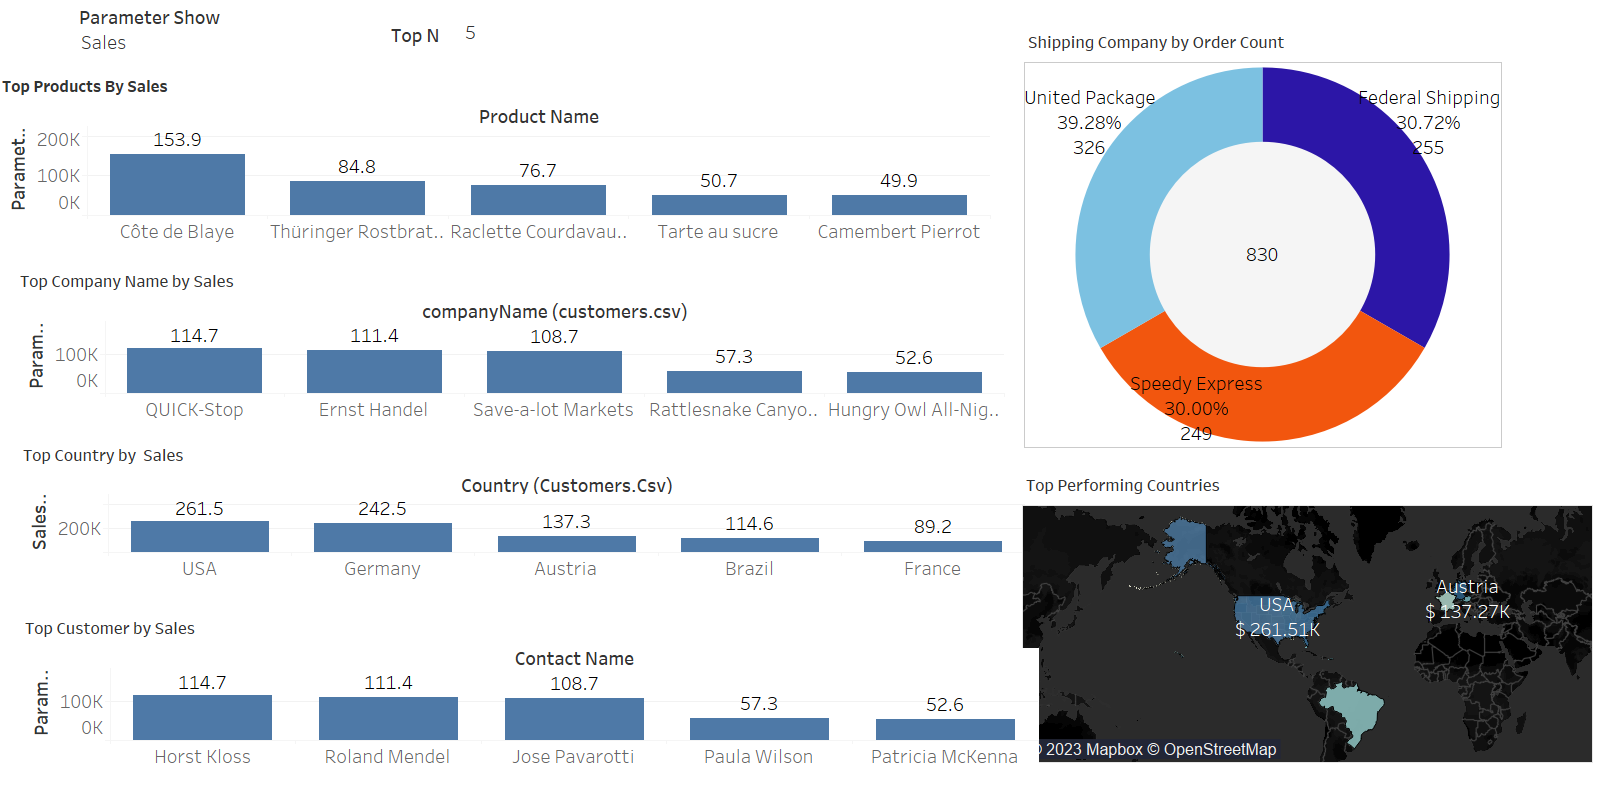 Parameter Show
Sales
Top N 5
Top Products By Sales
Product Name
Paramet..
200K
100K
0K
153.9 84.8 76.7 50.7 49.9
Côte de Blaye Thüringer Rostbrat.. Raclette Courdavau.. Tarte au sucre Camembert Pierrot
Top Company Name by Sales
companyName (customers.csv)
Param..
100K
0K
114.7 111.4 108.7 57.3 52.6
QUICK-Stop Ernst Handel Save-a-lot Markets Rattlesnake Canyo.. Hungry Owl All-Nig..
Top Country by Sales
Country (Customers.Csv)
Sales..
200K
261.5 242.5 137.3 114.6 89.2
USA Germany Austria Brazil France
Top Customer by Sales
Contact Name
Param..
100K
0K
114.7 111.4 108.7 57.3 52.6
Horst Kloss Roland Mendel Jose Pavarotti Paula Wilson Patricia McKenna
Shipping Company by Order Count
United Package
39.28%
326
Federal Shipping
30.72%
255
830
Speedy Express
30.00%
249
Top Performing Countries
USA
$ 261.51K
Austria
$ 137.27K
2023 Mapbox © OpenStreetMap